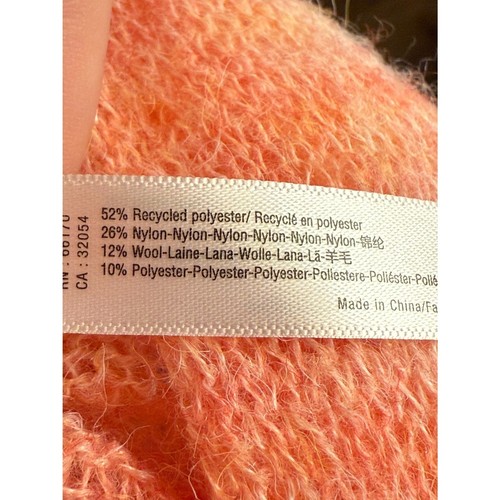 52% Recycled polyester/ Recyclé en polyester
26% Nylon-Nylon-Nylon-Nylon-Nylon-Nylon-锦纶
12% Wool-Laine-Lana-Wolle-Lana-Lã-羊毛
10% Polyester-Polyester-Polyester-Poliestere-Poliéster-Polié
Made in China/Fa
RN : 66170
CA : 32054